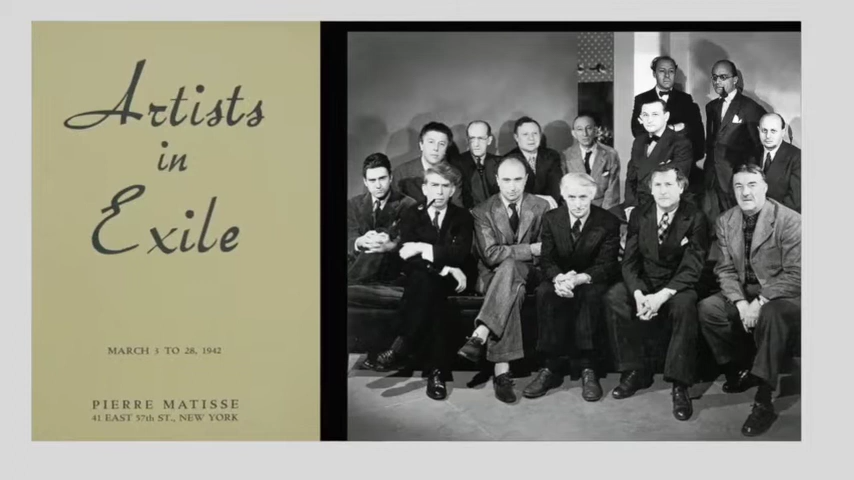 Artists
in
Exile
MARCH 3 TO 28, 1942
PIERRE MATISSE
41 EAST 57th ST., NEW YORK